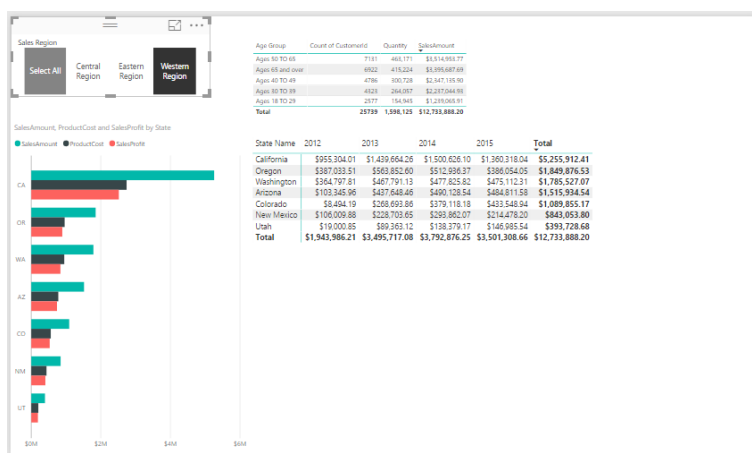 Sales Region
Select All Central Region Eastern Region Western Region
Age Group Count of CustomerId Quantity SalesAmount
Ages 50 TO 65 7131 463,171 $3,514,953.77
Ages 65 and over 6922 415,224 $3,395,687.69
Ages 40 TO 49 4786 300,728 $2,347,135.90
Ages 30 TO 39 4323 264,057 $2,237,044.93
Ages 18 TO 29 2577 154,945 $1,239,065.91
Total 25739 1,598,125 $12,733,888.20
SalesAmount, ProductCost and SalesProfit by State
SalesAmount ProductCost SalesProfit
CA
OR
WA
AZ
CO
NM
UT
$0M $2M $4M $6M
State Name 2012 2013 2014 2015 Total
California $955,304.01 $1,439,664.26 $1,500,626.10 $1,360,318.04 $5,255,912.41
Oregon $387,033.51 $563,852.60 $512,936.37 $386,054.05 $1,849,876.53
Washington $364,797.81 $467,791.13 $477,825.82 $475,112.31 $1,785,527.07
Arizona $103,345.96 $437,648.46 $490,128.54 $484,811.58 $1,515,934.54
Colorado $8,494.19 $268,693.86 $379,118.18 $433,548.94 $1,089,855.17
New Mexico $106,009.88 $228,703.65 $293,862.07 $214,478.20 $843,053.80
Utah $19,000.85 $89,363.12 $138,379.17 $146,985.54 $393,728.68
Total $1,943,986.21 $3,495,717.08 $3,792,876.25 $3,501,308.66 $12,733,888.20